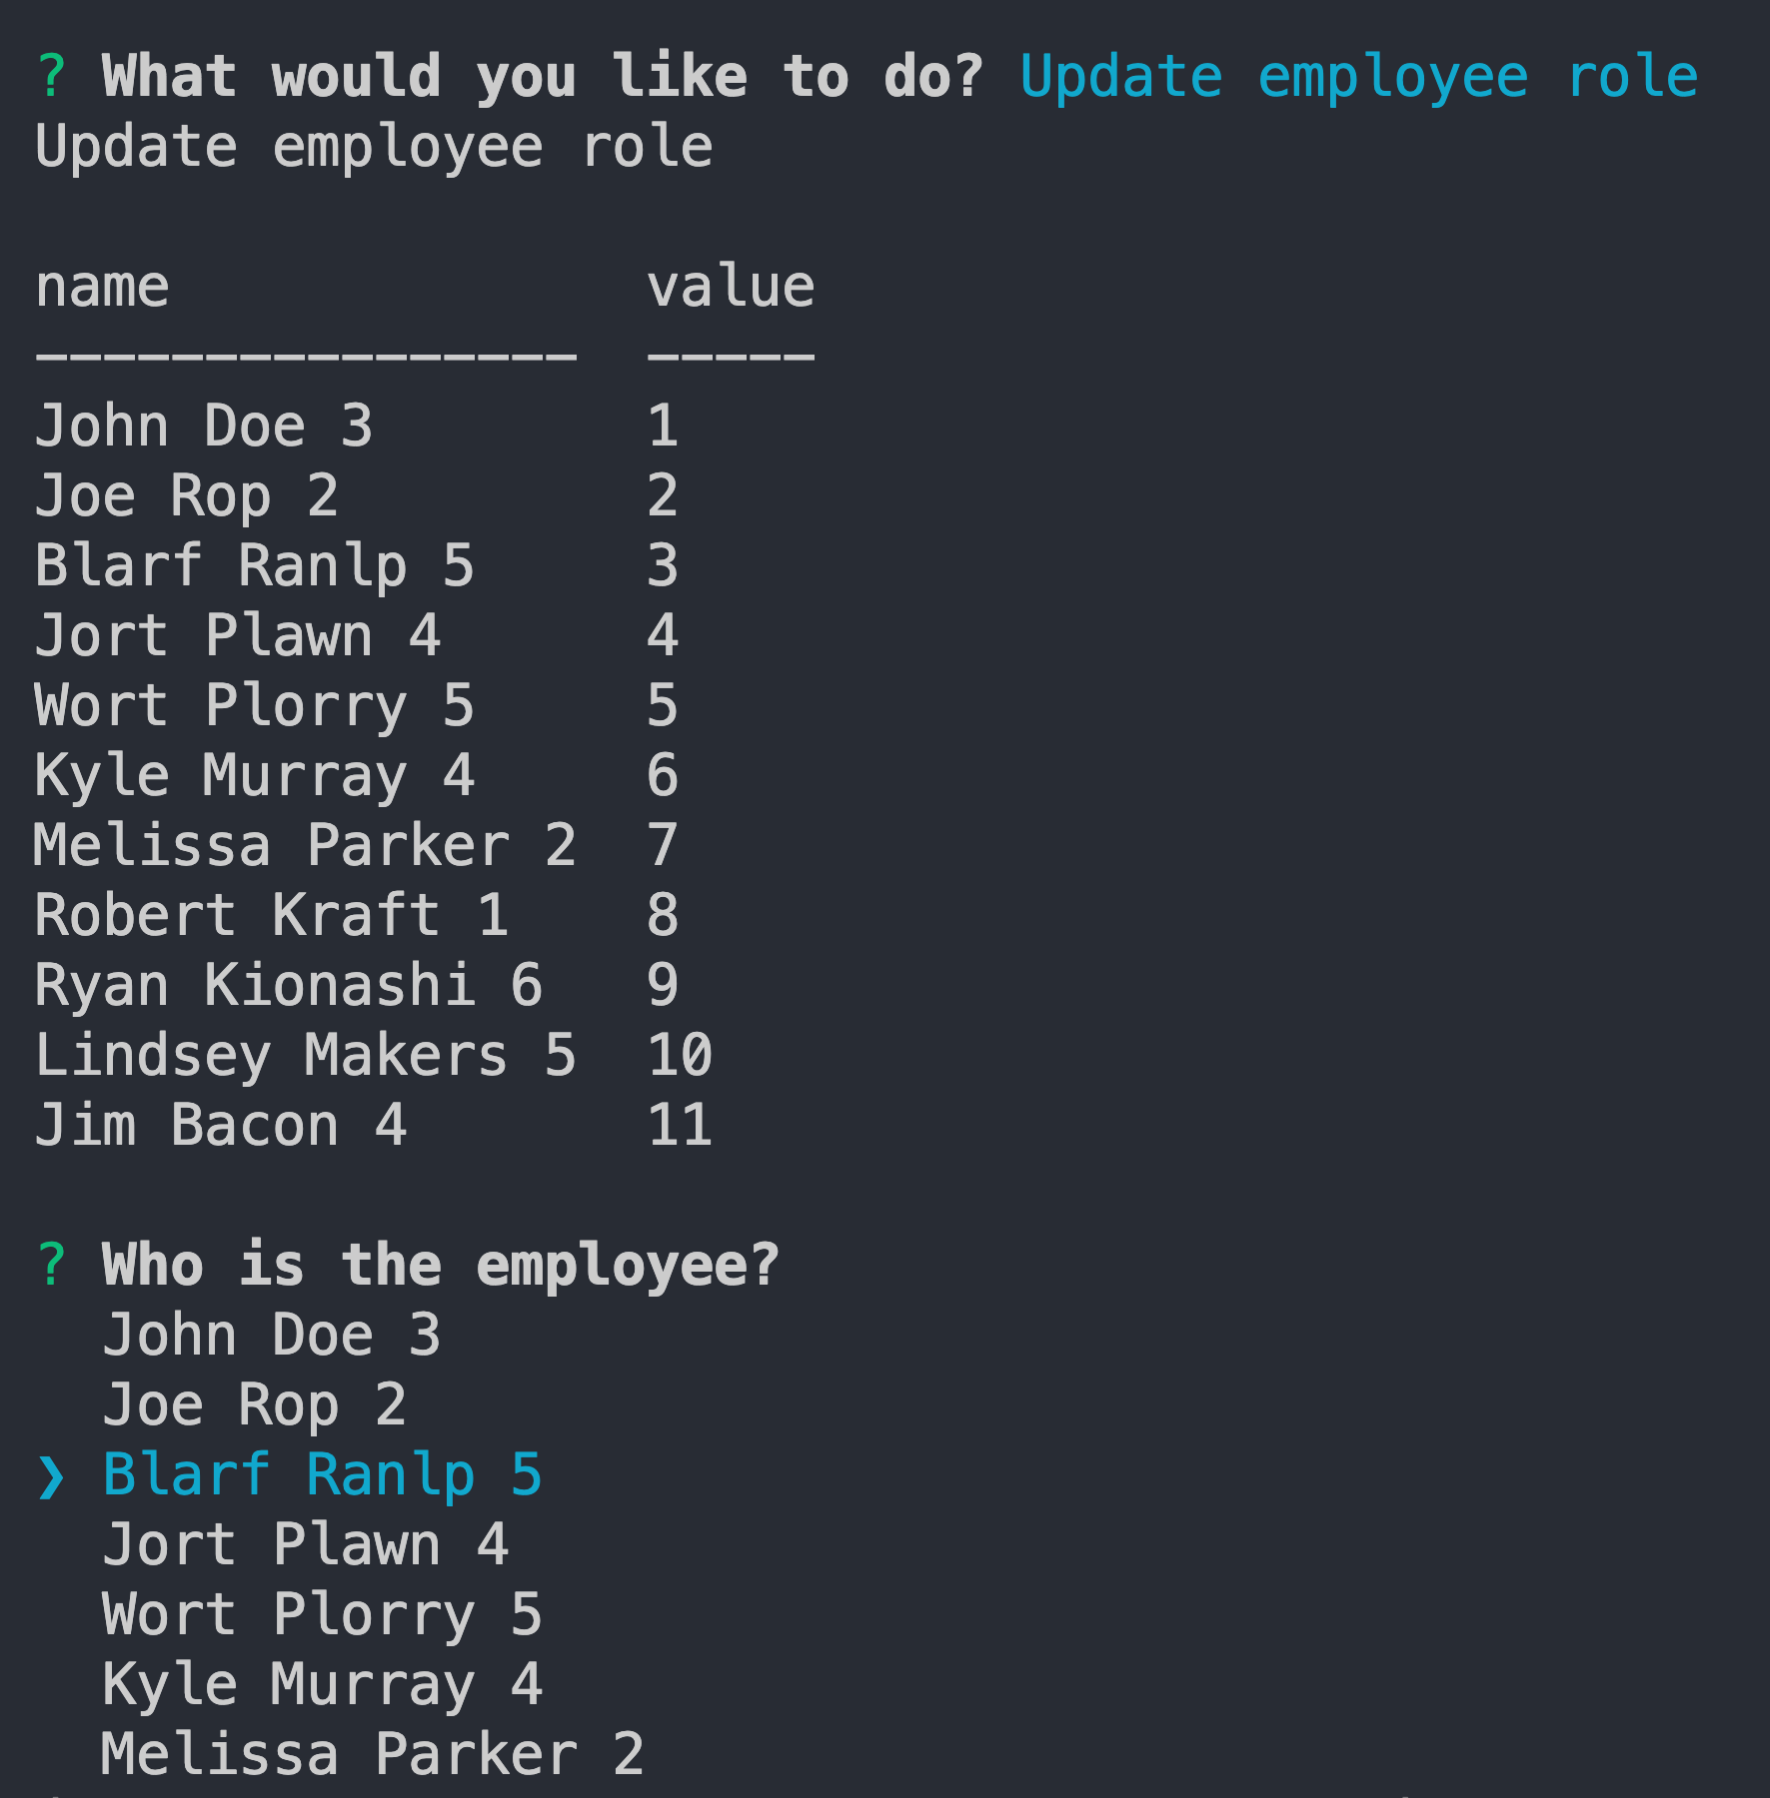 ? What would you like to do? Update employee role
Update employee role
name value
---------------- -----
John Doe 3 1
Joe Rop 2 2
Blarf Ranlp 5 3
Jort Plawn 4 4
Wort Plorry 5 5
Kyle Murray 4 6
Melissa Parker 2 7
Robert Kraft 1 8
Ryan Kionashi 6 9
Lindsey Makers 5 10
Jim Bacon 4 11
? Who is the employee?
John Doe 3
Joe Rop 2
❯ Blarf Ranlp 5
Jort Plawn 4
Wort Plorry 5
Kyle Murray 4
Melissa Parker 2